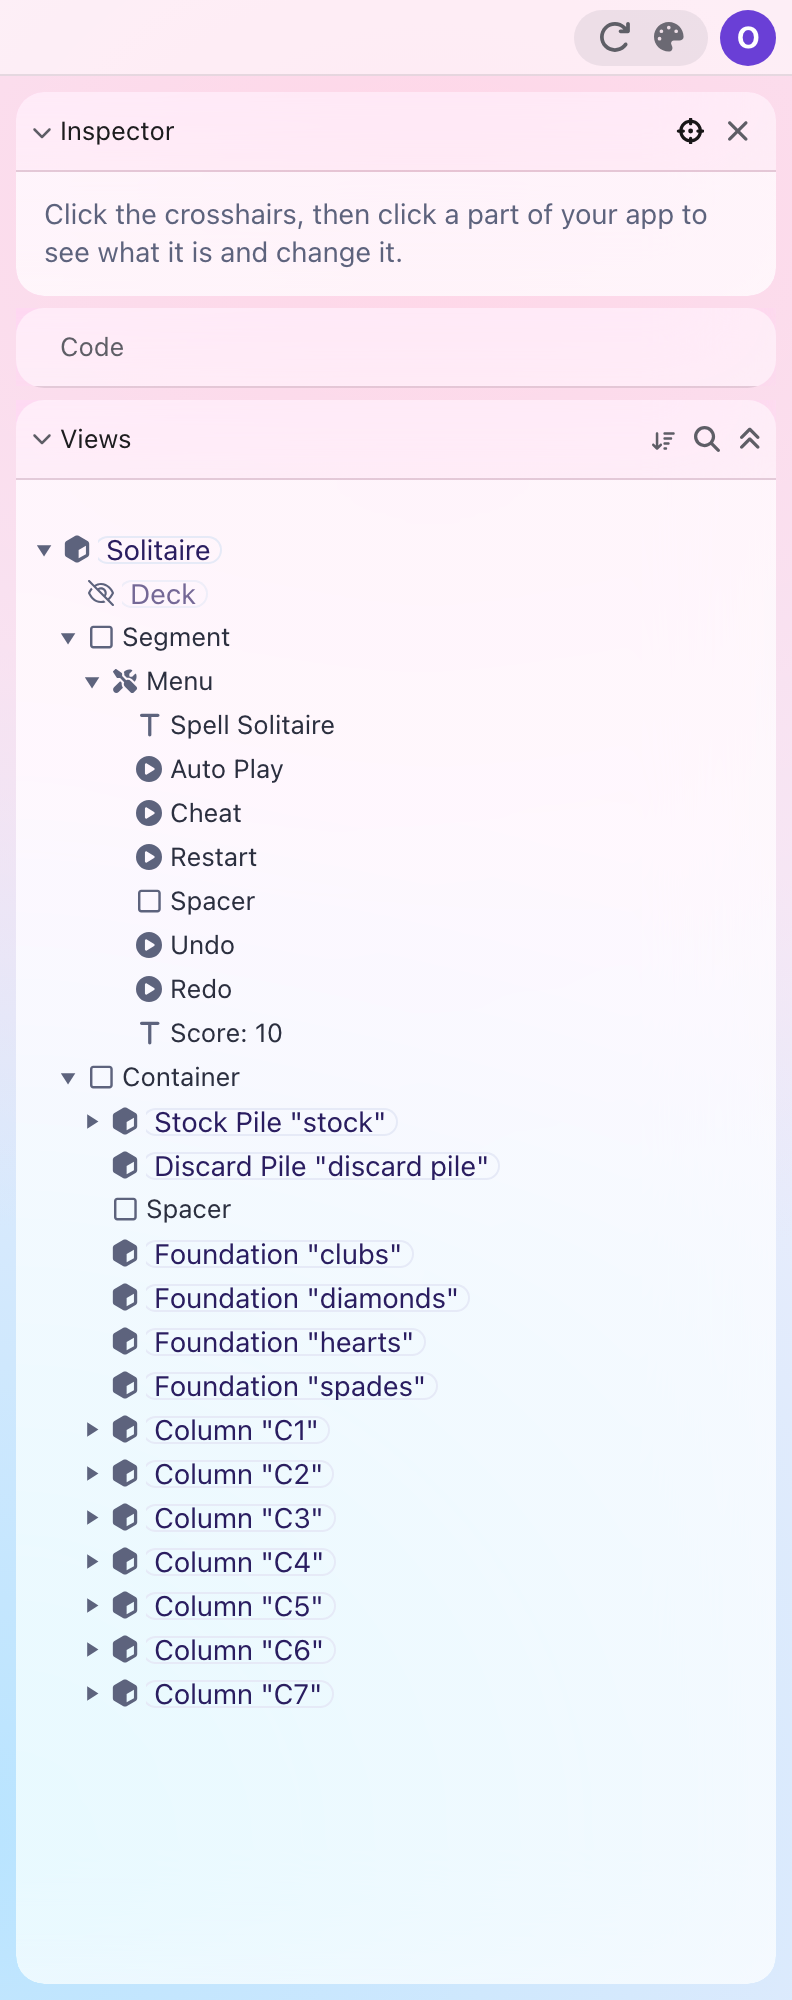 O
Inspector
Click the crosshairs, then click a part of your app to
see what it is and change it.
Code
Views
Solitaire
Deck
Segment
Menu
Spell Solitaire
Auto Play
Cheat
Restart
Spacer
Undo
Redo
Score: 10
Container
Stock Pile "stock"
Discard Pile "discard pile"
Spacer
Foundation "clubs"
Foundation "diamonds"
Foundation "hearts"
Foundation "spades"
Column "C1"
Column "C2"
Column "C3"
Column "C4"
Column "C5"
Column "C6"
Column "C7"